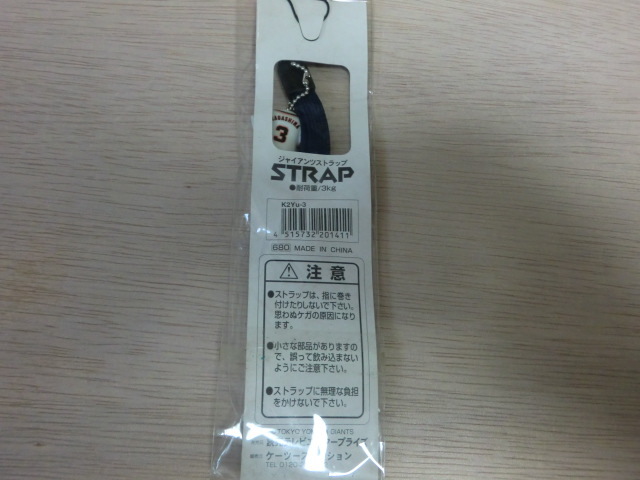 3
ジャイアンツストラップ
STRAP
●耐荷重/3kg
K2Yu-3
4 515732 201411
680 MADE IN CHINA
⚠ 注意
●ストラップは、指に巻き
付けたりしないで下さい。
思わぬケガの原因になり
ます。
●小さな部品がありますの
で、誤って飲み込まない
ようにご注意下さい。
●ストラップに無理な負担
をかけないで下さい。
TOKYO GIANTS
TEL 0120